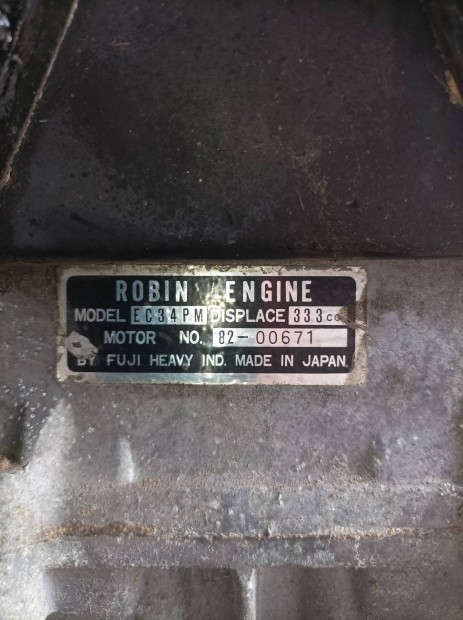 ROBIN ENGINE
MODEL EC34PM DISPLACE 333cc
MOTOR NO. 82-00671
BY FUJI HEAVY IND. MADE IN JAPAN.